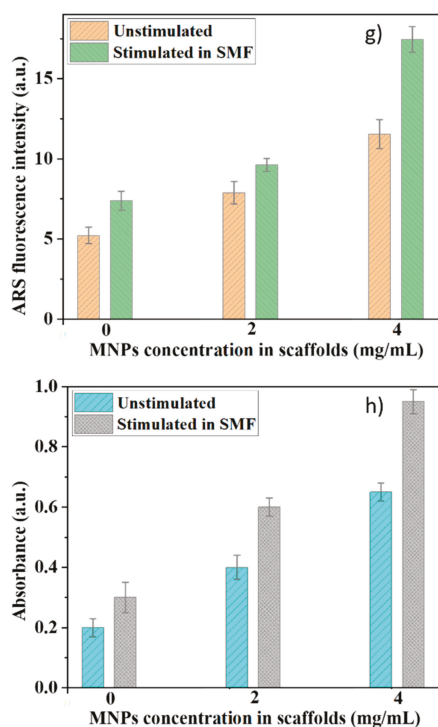 g)
Unstimulated
Stimulated in SMF
ARS fluorescence intensity (a.u.)
15
10
5
0
0 2 4
MNPs concentration in scaffolds (mg/mL)
h)
Unstimulated
Stimulated in SMF
Absorbance (a.u.)
1.0
0.8
0.6
0.4
0.2
0.0
0 2 4
MNPs concentration in scaffolds (mg/mL)